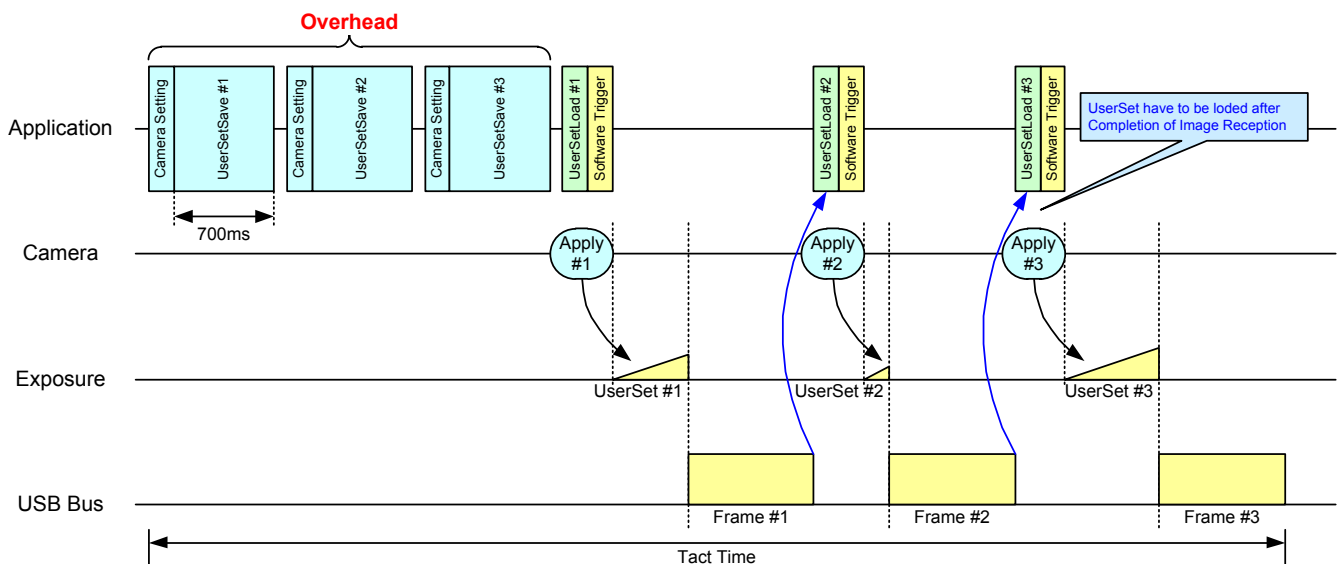 Overhead
Camera Setting
UserSetSave #1
Camera Setting
UserSetSave #2
Camera Setting
UserSetSave #3
UserSetLoad #1
Software Trigger
UserSetLoad #2
Software Trigger
UserSetLoad #3
Software Trigger
UserSet have to be loded after
Completion of Image Reception
Application
700ms
Camera
Apply
#1
Apply
#2
Apply
#3
Exposure
UserSet #1
UserSet #2
UserSet #3
USB Bus
Frame #1
Frame #2
Frame #3
Tact Time